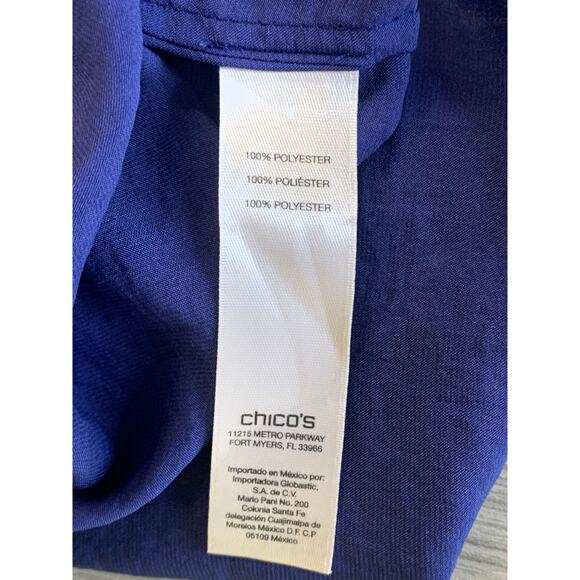 100% POLYESTER
100% POLIÉSTER
100% POLYESTER
chico's
11215 METRO PARKWAY
FORT MYERS, FL 33966
Importado en México por:
Importadora Globastic,
S.A. de C.V.
Mario Pani No. 200
Colonia Santa Fe
delegación Cuajimalpa de
Morelos México D.F. C.P
05109 México